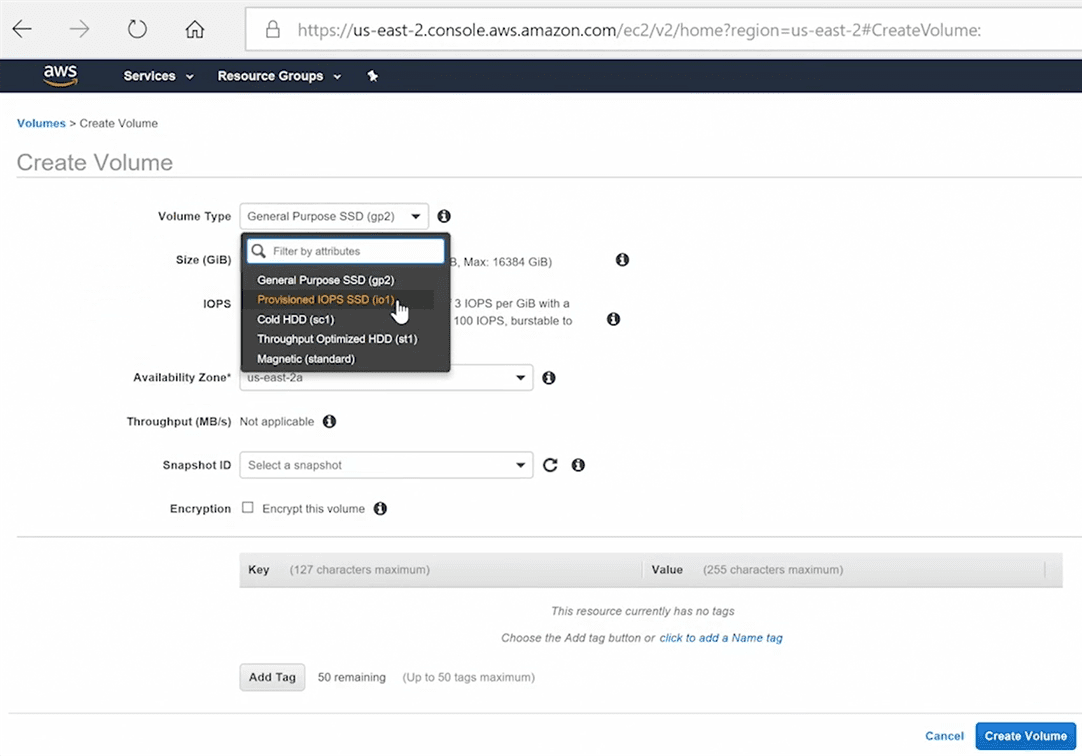 https://us-east-2.console.aws.amazon.com/ec2/v2/home?region=us-east-2#CreateVolume:
aws Services Resource Groups
Volumes > Create Volume
Create Volume
Volume Type General Purpose SSD (gp2)
Filter by attributes
Size (GiB) B, Max: 16384 GiB)
General Purpose SSD (gp2)
Provisioned IOPS SSD (io1)
IOPS 3 IOPS per GiB with a
Cold HDD (sc1) 100 IOPS, burstable to
Throughput Optimized HDD (st1)
Magnetic (standard)
Availability Zone* us-east-2a
Throughput (MB/s) Not applicable
Snapshot ID Select a snapshot
Encryption Encrypt this volume
Key (127 characters maximum) Value (255 characters maximum)
This resource currently has no tags
Choose the Add tag button or click to add a Name tag
Add Tag 50 remaining (Up to 50 tags maximum)
Cancel Create Volume